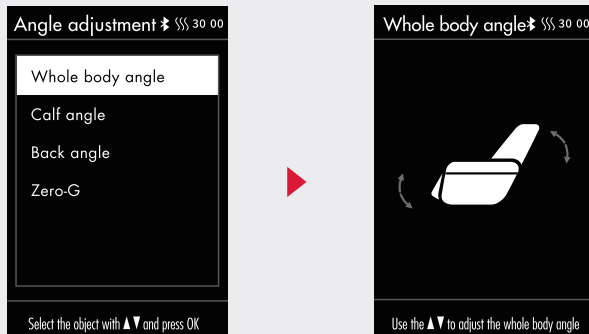 Angle adjustment 30 00
Whole body angle
Calf angle
Back angle
Zero-G
Select the object with ▲▼ and press OK
Whole body angle 30 00
Use the ▲▼ to adjust the whole body angle